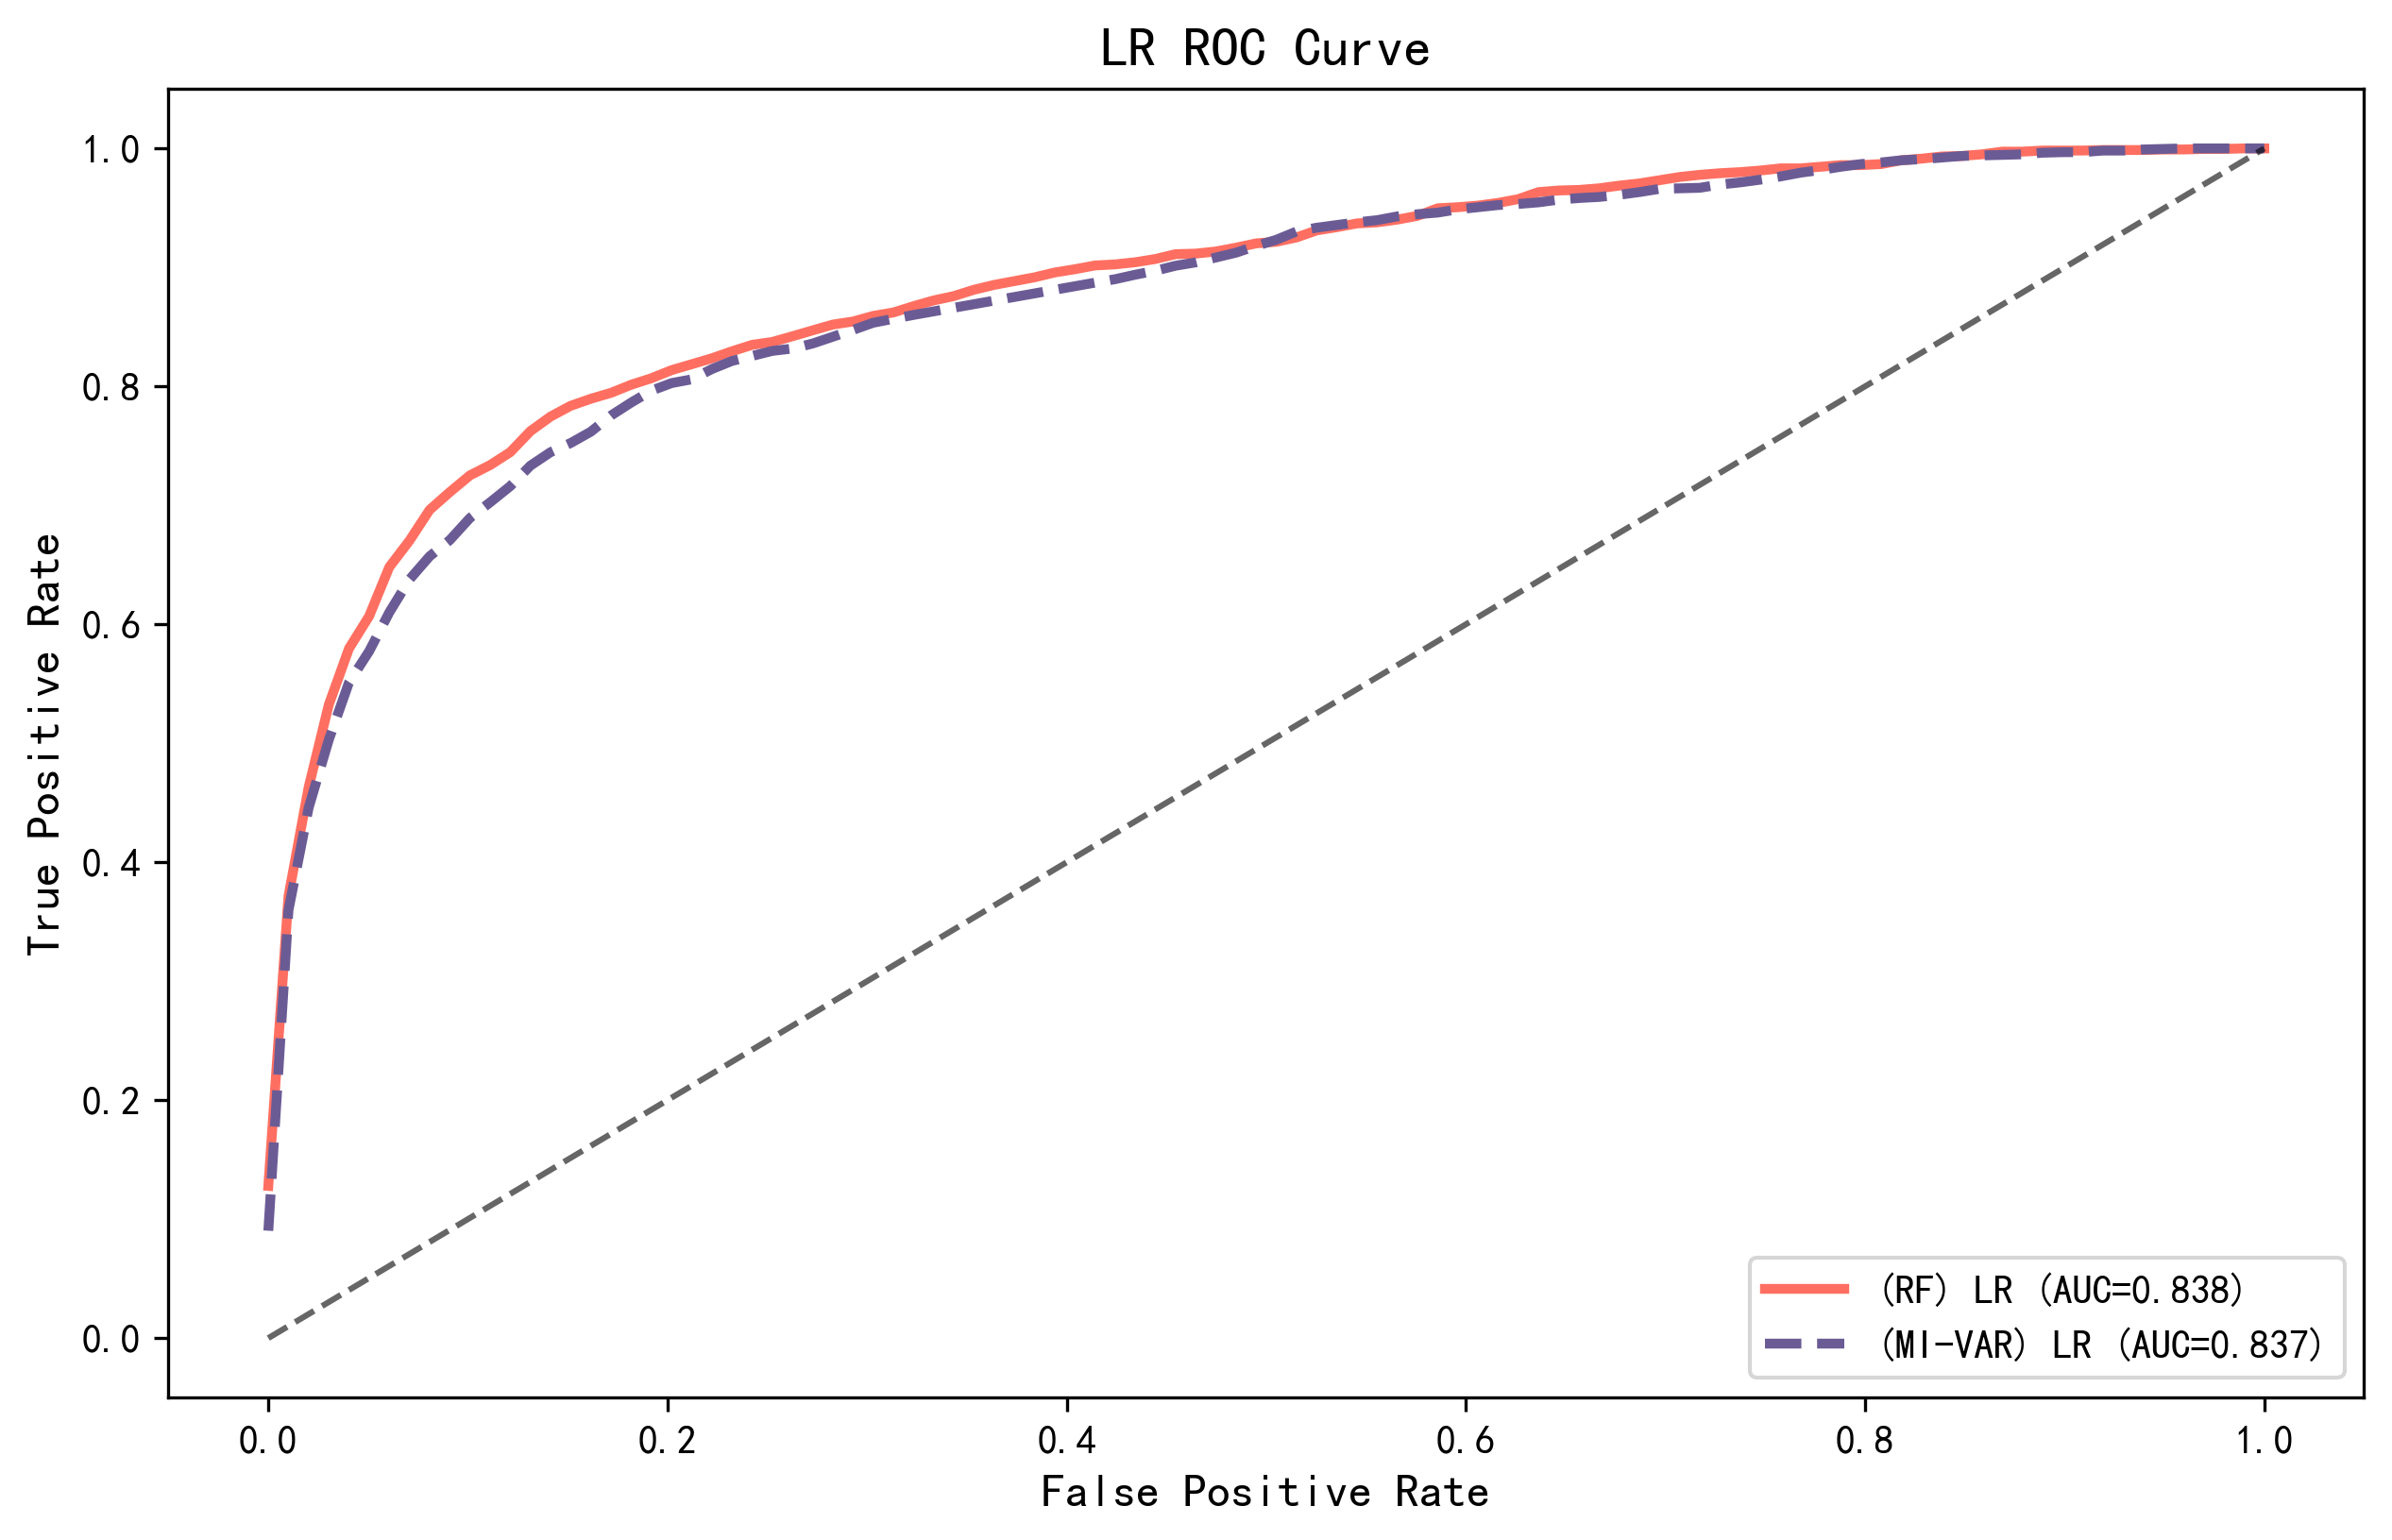 LR ROC Curve
True Positive Rate
1.0
0.8
0.6
0.4
0.2
0.0
(RF) LR (AUC=0.838)
(MI-VAR) LR (AUC=0.837)
0.0 0.2 0.4 0.6 0.8 1.0
False Positive Rate